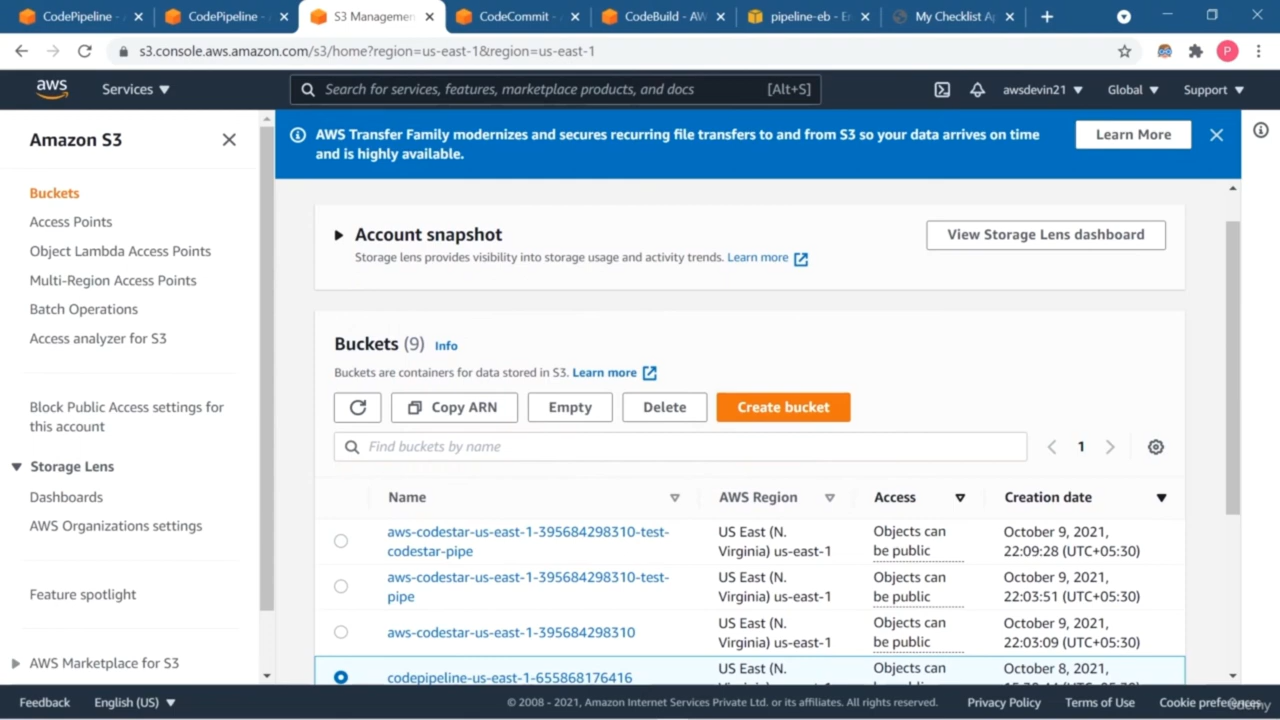 CodePipeline -
CodePipeline -
S3 Managemen
CodeCommit -
CodeBuild - AW
pipeline-eb - E
My Checklist A
s3.console.aws.amazon.com/s3/home?region=us-east-1&region=us-east-1
P
aws
Services
Search for services, features, marketplace products, and docs
[Alt+S]
awsdevin21
Global
Support
Amazon S3
Buckets
Access Points
Object Lambda Access Points
Multi-Region Access Points
Batch Operations
Access analyzer for S3
Block Public Access settings for
this account
Storage Lens
Dashboards
AWS Organizations settings
Feature spotlight
AWS Marketplace for S3
AWS Transfer Family modernizes and secures recurring file transfers to and from S3 so your data arrives on time
and is highly available.
Learn More
Account snapshot
Storage lens provides visibility into storage usage and activity trends. Learn more
View Storage Lens dashboard
Buckets (9) Info
Buckets are containers for data stored in S3. Learn more
Copy ARN
Empty
Delete
Create bucket
Find buckets by name
1
Name
AWS Region
Access
Creation date
aws-codestar-us-east-1-395684298310-test-
codestar-pipe
US East (N.
Virginia) us-east-1
Objects can
be public
October 9, 2021,
22:09:28 (UTC+05:30)
aws-codestar-us-east-1-395684298310-test-
pipe
US East (N.
Virginia) us-east-1
Objects can
be public
October 9, 2021,
22:03:51 (UTC+05:30)
aws-codestar-us-east-1-395684298310
US East (N.
Virginia) us-east-1
Objects can
be public
October 9, 2021,
22:03:09 (UTC+05:30)
codepipeline-us-east-1-655868176416
US East (N.
Objects can
October 8, 2021,
Feedback
English (US)
© 2008 - 2021, Amazon Internet Services Private Ltd. or its affiliates. All rights reserved.
Privacy Policy
Terms of Use
Cookie preferences
Udemy